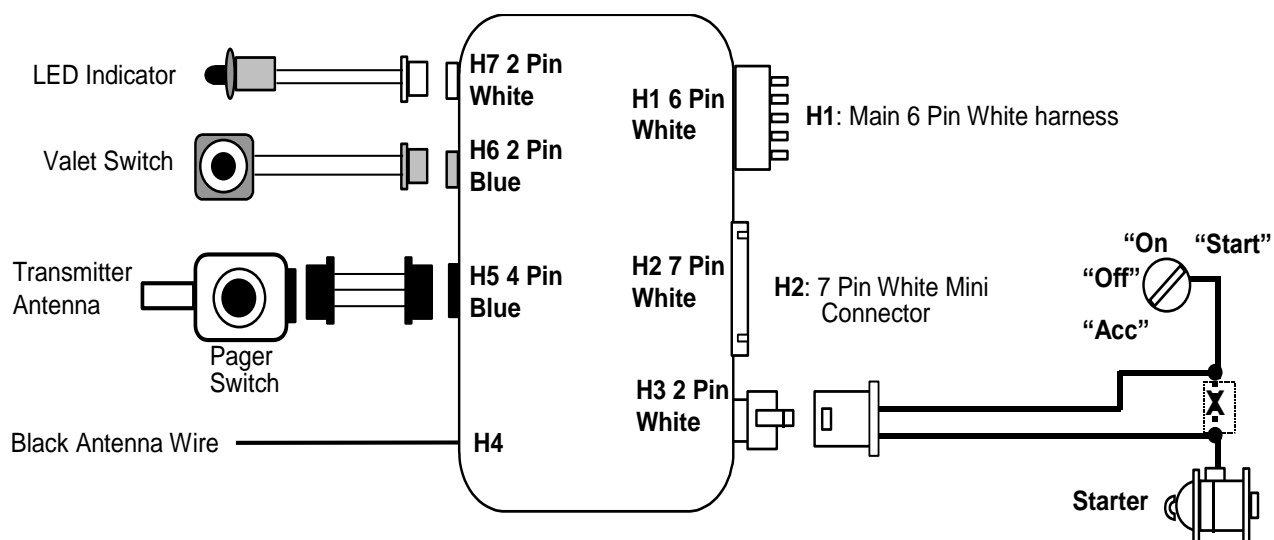 LED Indicator
H7 2 Pin
White
Valet Switch
H6 2 Pin
Blue
Transmitter
Antenna
Pager
Switch
H5 4 Pin
Blue
Black Antenna Wire
H4
H1 6 Pin
White
H1: Main 6 Pin White harness
H2 7 Pin
White
H2: 7 Pin White Mini
Connector
H3 2 Pin
White
“On “Start”
“Off”
“Acc”
X
Starter